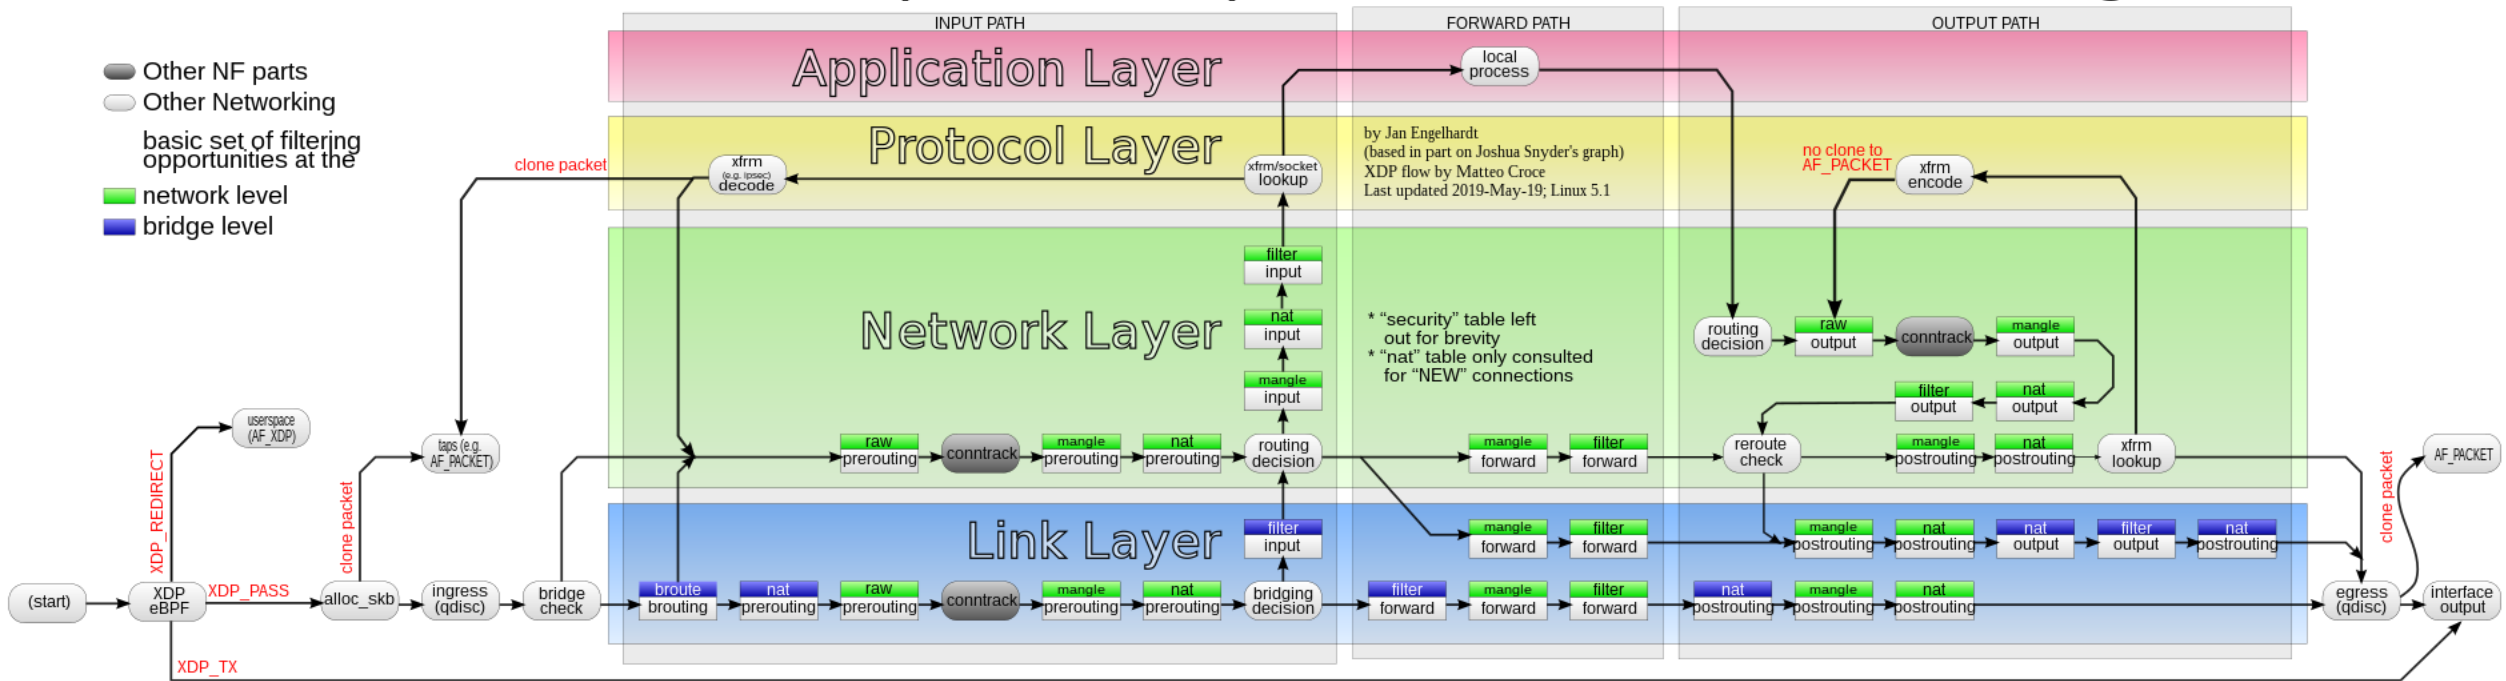 INPUT PATH
FORWARD PATH
OUTPUT PATH
Application Layer
local
process
Other NF parts
Other Networking
basic set of filtering
opportunities at the
network level
bridge level
Protocol Layer
clone packet
xfrm
(e.g. ipsec)
decode
xfrm/socket
lookup
by Jan Engelhardt
(based in part on Joshua Snyder's graph)
XDP flow by Matteo Croce
Last updated 2019-May-19; Linux 5.1
no clone to
AF_PACKET
xfrm
encode
Network Layer
filter
input
nat
input
mangle
input
* “security” table left
out for brevity
* “nat” table only consulted
for “NEW” connections
routing
decision
raw
output
conntrack
mangle
output
filter
output
nat
output
userspace
(AF_XDP)
taps (e.g.
AF_PACKET)
raw
prerouting
conntrack
mangle
prerouting
nat
prerouting
routing
decision
mangle
forward
filter
forward
reroute
check
mangle
postrouting
nat
postrouting
xfrm
lookup
AF_PACKET
XDP_REDIRECT
clone packet
clone packet
Link Layer
filter
input
mangle
forward
filter
forward
mangle
postrouting
nat
postrouting
nat
output
filter
output
nat
postrouting
(start)
XDP
eBPF
XDP_PASS
alloc_skb
ingress
(qdisc)
bridge
check
broute
brouting
nat
prerouting
raw
prerouting
conntrack
mangle
prerouting
nat
prerouting
bridging
decision
filter
forward
mangle
forward
filter
forward
nat
postrouting
mangle
postrouting
nat
postrouting
egress
(qdisc)
interface
output
XDP_TX